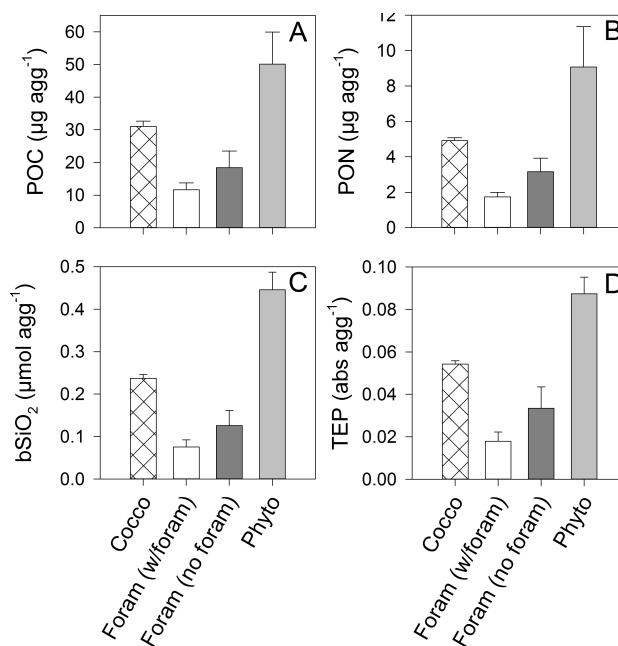 A
60
50
40
30
20
10
0
POC (µg agg⁻¹)
B
12
10
8
6
4
2
0
PON (µg agg⁻¹)
C
0.5
0.4
0.3
0.2
0.1
0.0
bSiO₂ (µmol agg⁻¹)
D
0.10
0.08
0.06
0.04
0.02
0.00
TEP (abs agg⁻¹)
Cocco
Foram (w/foram)
Foram (no foram)
Phyto
Cocco
Foram (w/foram)
Foram (no foram)
Phyto